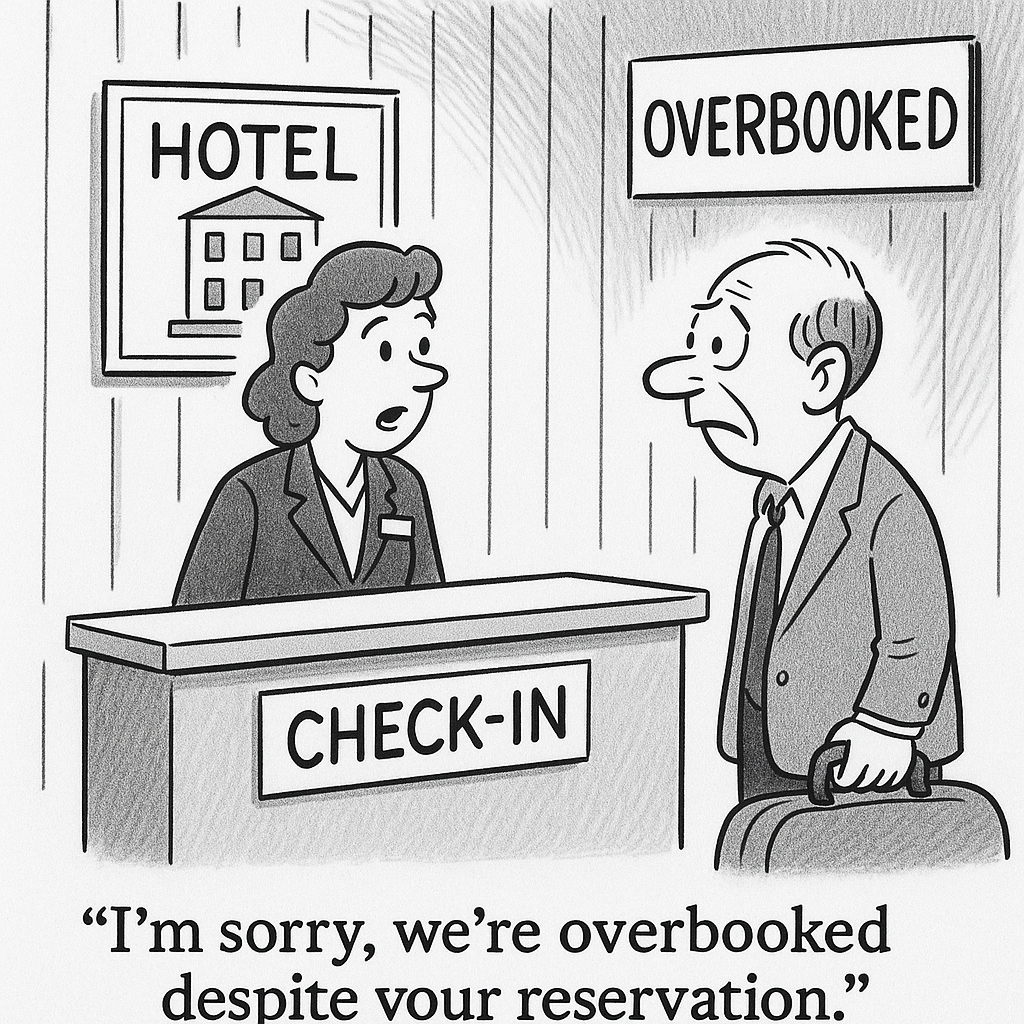 HOTEL
OVERBOOKED
CHECK-IN
“I’m sorry, we’re overbooked
despite your reservation.”